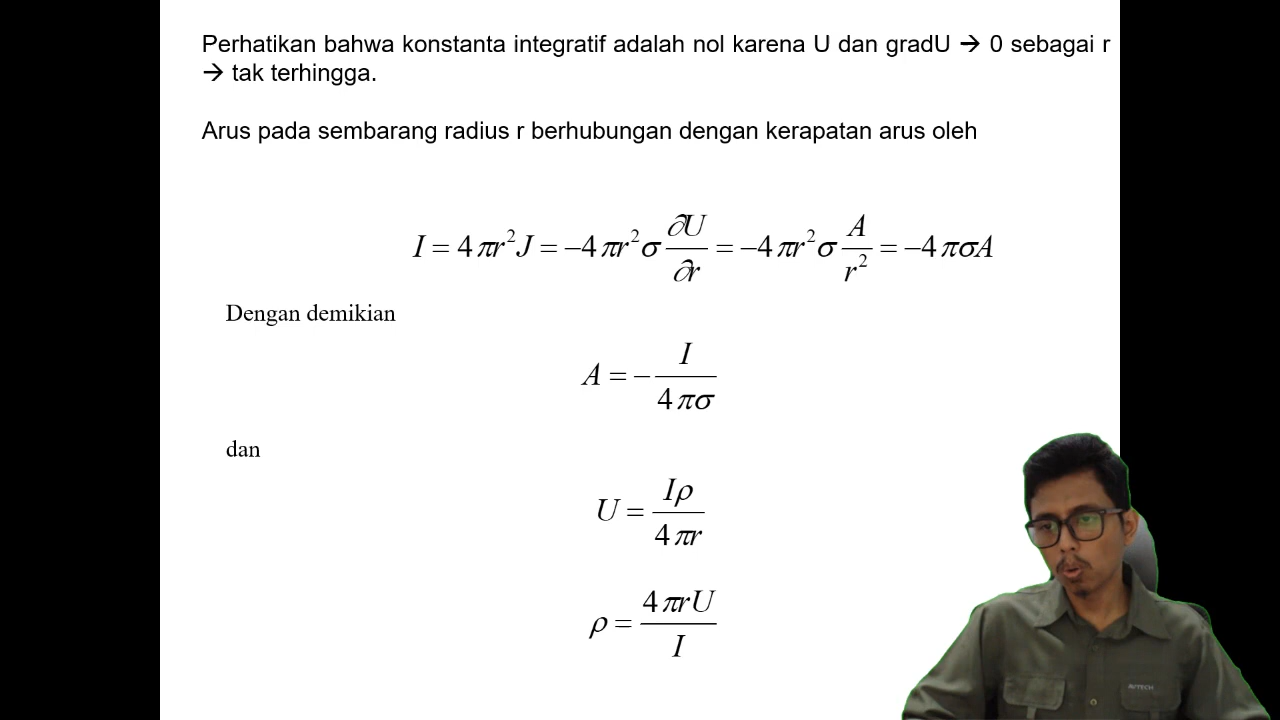 Perhatikan bahwa konstanta integratif adalah nol karena U dan gradU → 0 sebagai r
→ tak terhingga.
Arus pada sembarang radius r berhubungan dengan kerapatan arus oleh
I = 4πr²J = −4πr²σ ∂U/∂r = −4πr²σ A/r² = −4πσA
Dengan demikian
A = − I/4πσ
dan
U = Iρ/4πr
ρ = 4πrU/I
AVTECH